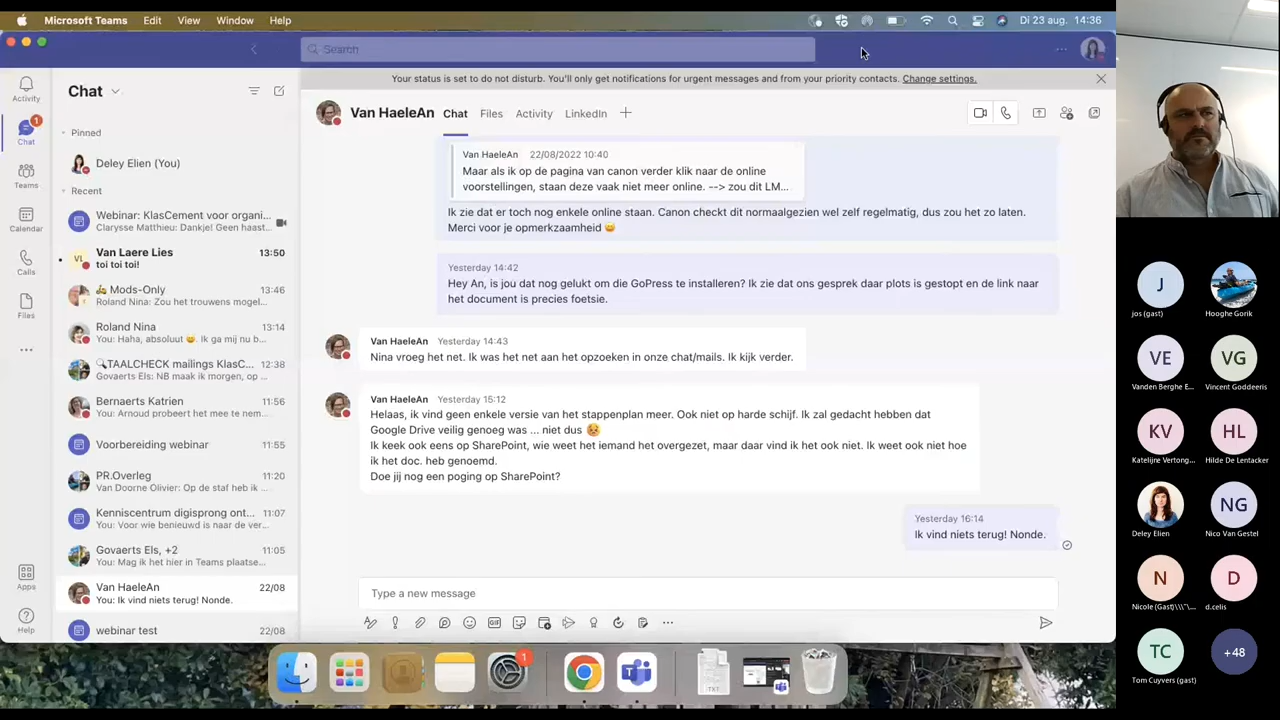 Microsoft Teams Edit View Window Help
Di 23 aug. 14:36
Search
Your status is set to do not disturb. You'll only get notifications for urgent messages and from your priority contacts. Change settings.
Activity
1
Chat
Teams
Calendar
Calls
Files
Apps
Help
Chat
Pinned
Deley Elien (You)
Recent
Webinar: KlasCement voor organi...
Clarysse Matthieu: Dankje! Geen haast...
VL
Van Laere Lies 13:50
toi toi toi!
Mods-Only 13:46
Roland Nina: Zou het trouwens mogel...
Roland Nina 13:14
You: Haha, absoluut 😄. Ik ga mij nu b...
🔍TAALCHECK mailings KlasC... 12:38
Govaerts Els: NB maak ik morgen, op ...
Bernaerts Katrien 11:56
You: Arnoud probeert het mee te nem...
Voorbereiding webinar 11:55
PR.Overleg 11:20
Van Doorne Olivier: Op de staf heb ik ...
Kenniscentrum digisprong ont... 11:07
You: Voor wie benieuwd is naar de ver...
Govaerts Els, +2 11:05
You: Mag ik het hier in Teams plaatse...
Van HaeleAn 22/08
You: Ik vind niets terug! Nonde.
webinar test 22/08
Van HaeleAn Chat Files Activity LinkedIn
Van HaeleAn 22/08/2022 10:40
Maar als ik op de pagina van canon verder klik naar de online
voorstellingen, staan deze vaak niet meer online. --> zou dit LM...
Ik zie dat er toch nog enkele online staan. Canon checkt dit normaalgezien wel zelf regelmatig, dus zou het zo laten.
Merci voor je opmerkzaamheid 😄
Yesterday 14:42
Hey An, is jou dat nog gelukt om die GoPress te installeren? Ik zie dat ons gesprek daar plots is gestopt en de link naar
het document is precies foetsie.
Van HaeleAn Yesterday 14:43
Nina vroeg het net. Ik was het net aan het opzoeken in onze chat/mails. Ik kijk verder.
Van HaeleAn Yesterday 15:12
Helaas, ik vind geen enkele versie van het stappenplan meer. Ook niet op harde schijf. Ik zal gedacht hebben dat
Google Drive veilig genoeg was ... niet dus 😥
Ik keek ook eens op SharePoint, wie weet het iemand het overgezet, maar daar vind ik het ook niet. Ik weet ook niet hoe
ik het doc. heb genoemd.
Doe jij nog een poging op SharePoint?
Yesterday 16:14
Ik vind niets terug! Nonde.
Type a new message
GIF
1
TXT
J
jos (gast)
Hooghe Gorik
VE
Vanden Berghe E...
VG
Vincent Goddeeris
KV
Katelijne Vertong...
HL
Hilde De Lentacker
Deley Elien
NG
Nico Van Gestel
N
Nicole (Gast)\\\"\...
D
d.celis
TC
Tom Cuyvers (gast)
+48